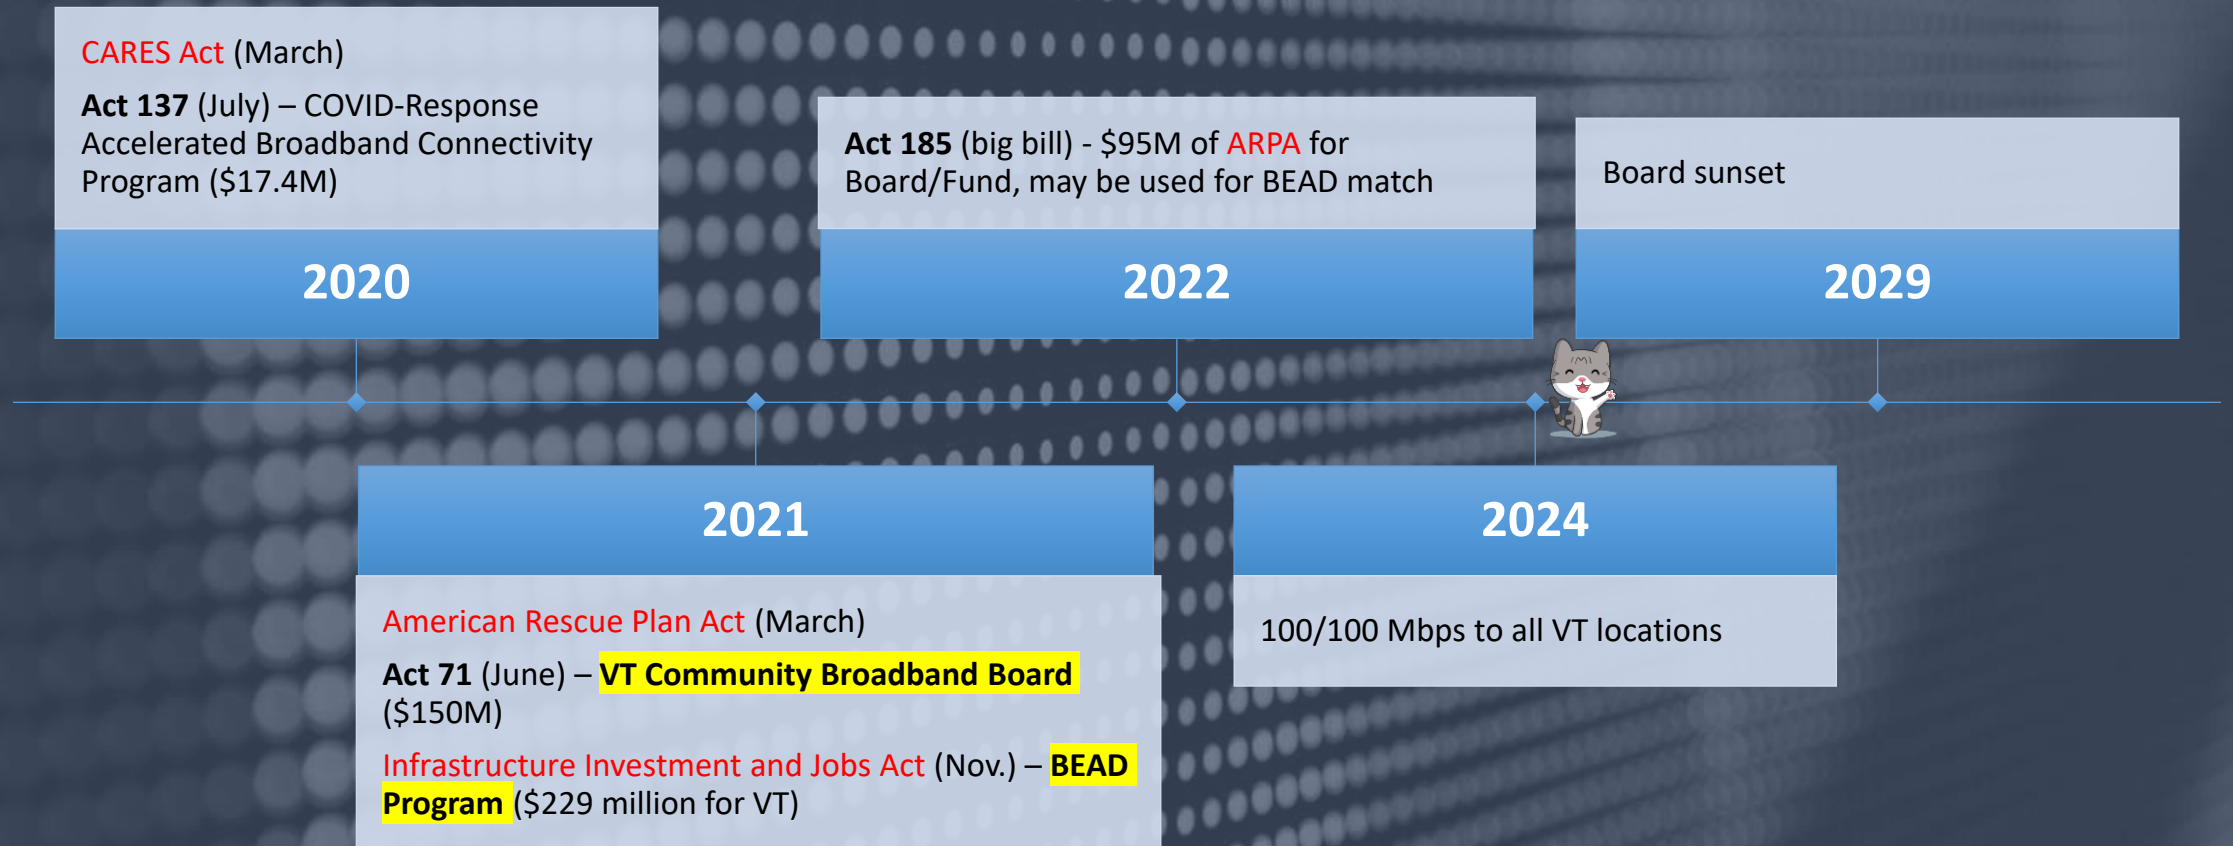 CARES Act (March)
Act 137 (July) – COVID-Response
Accelerated Broadband Connectivity
Program ($17.4M)
2020
American Rescue Plan Act (March)
Act 71 (June) – VT Community Broadband Board
($150M)
Infrastructure Investment and Jobs Act (Nov.) – BEAD
Program ($229 million for VT)
2021
Act 185 (big bill) - $95M of ARPA for
Board/Fund, may be used for BEAD match
2022
2024
100/100 Mbps to all VT locations
Board sunset
2029